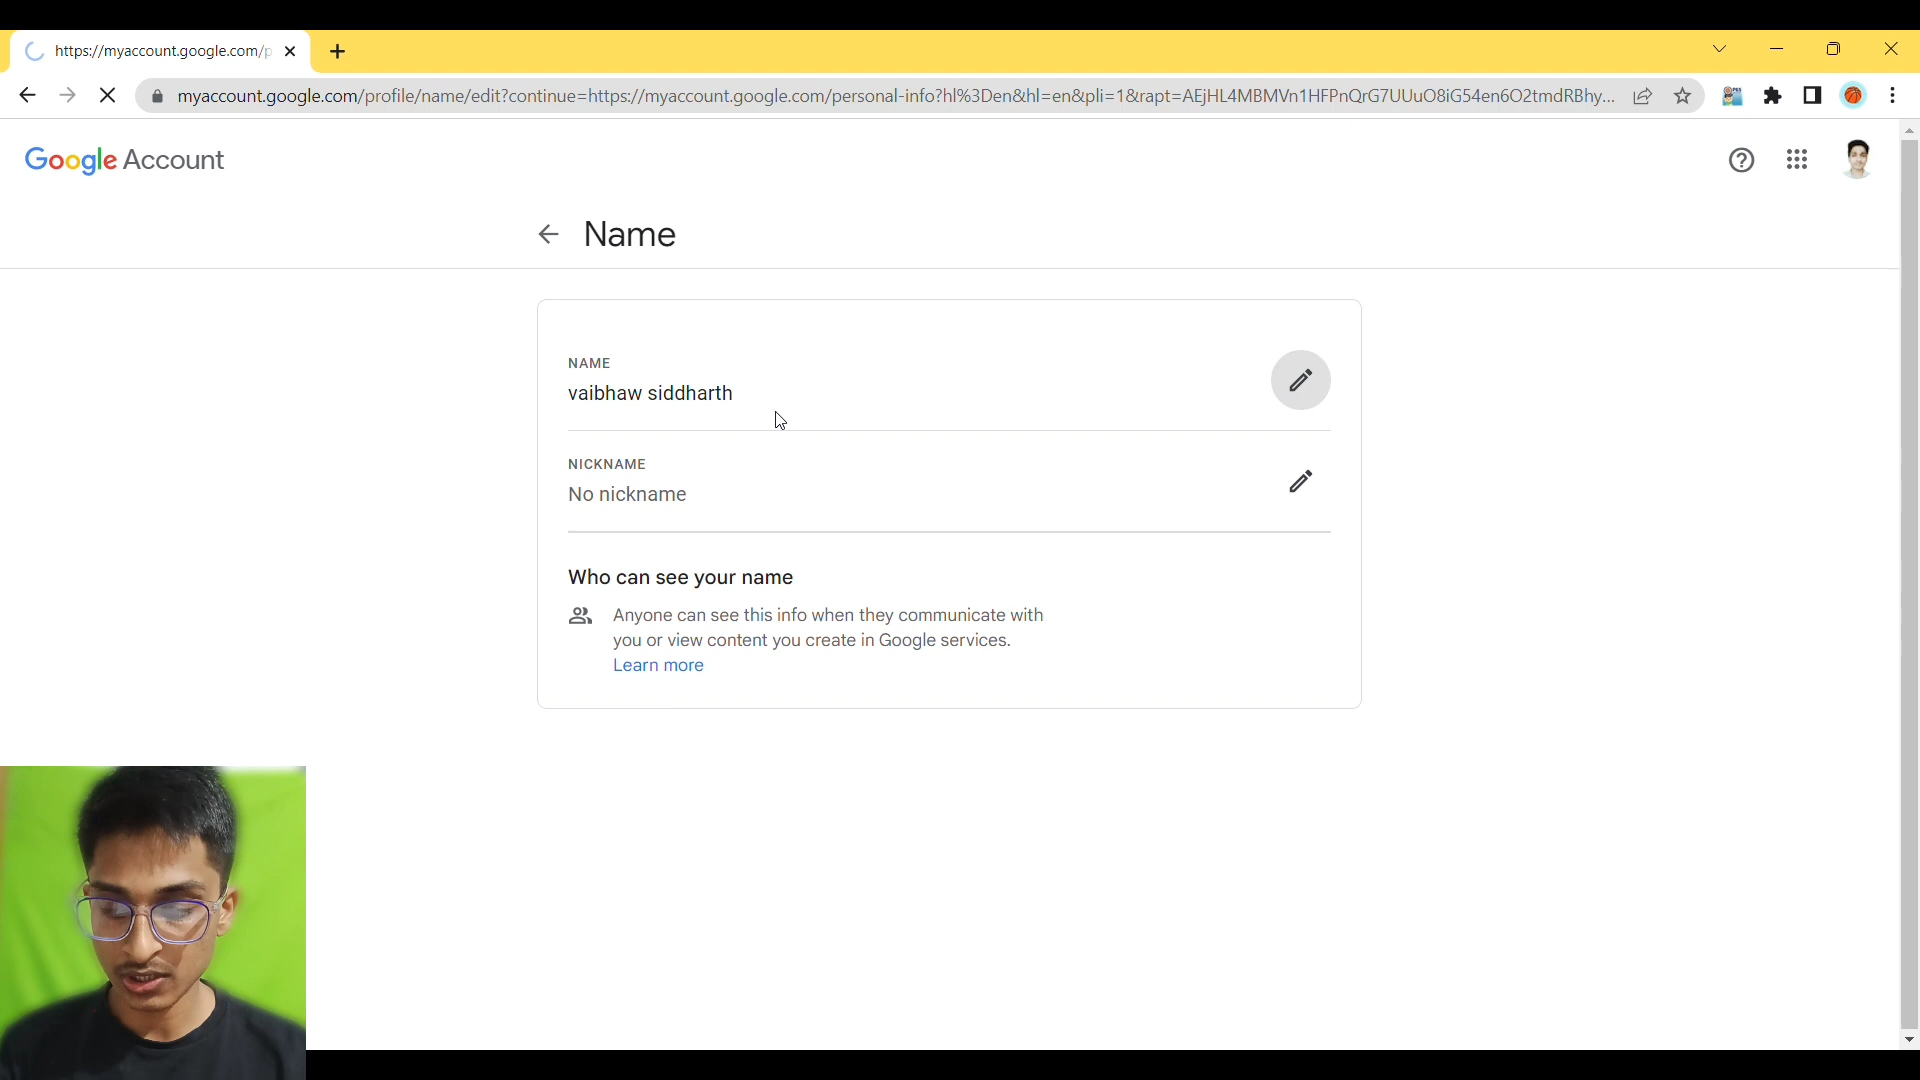 https://myaccount.google.com/p
myaccount.google.com/profile/name/edit?continue=https://myaccount.google.com/personal-info?hl%3Den&hl=en&pli=1&rapt=AEjHL4MBMVn1HFPnQrG7UUuO8iG54en6O2tmdRBhy...
Google Account
Name
NAME
vaibhaw siddharth
NICKNAME
No nickname
Who can see your name
Anyone can see this info when they communicate with
you or view content you create in Google services.
Learn more